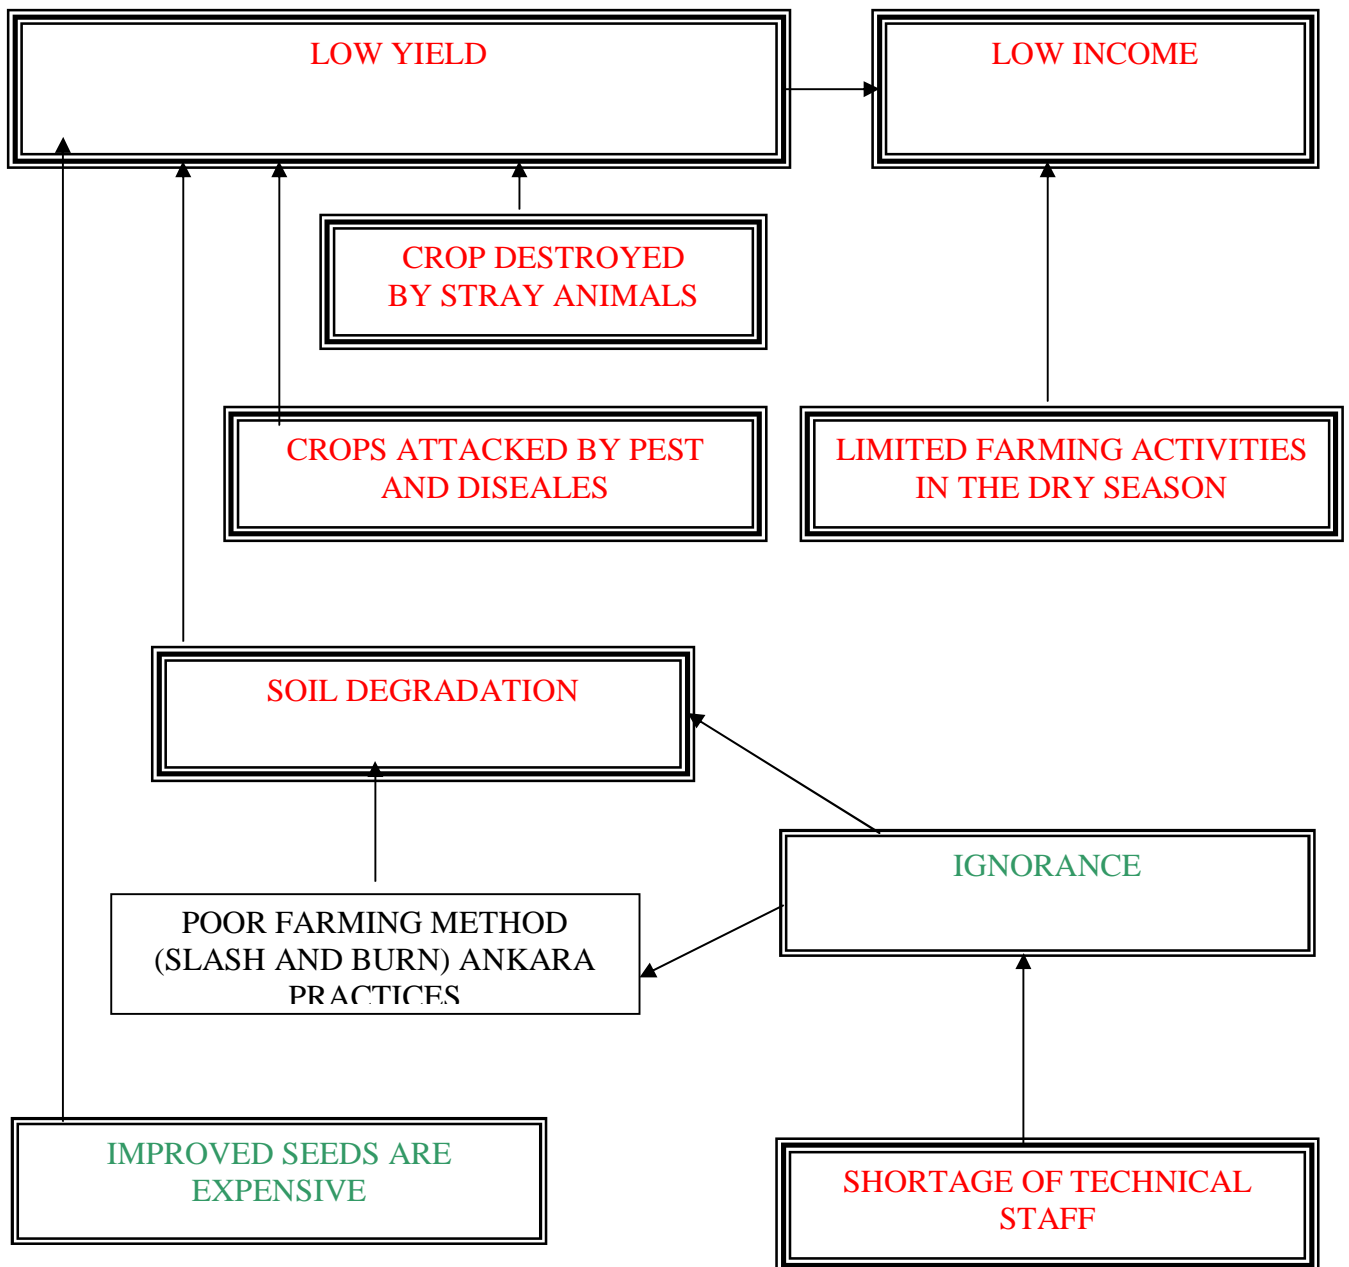 LOW YIELD
LOW INCOME
CROP DESTROYED
BY STRAY ANIMALS
CROPS ATTACKED BY PEST
AND DISEALES
LIMITED FARMING ACTIVITIES
IN THE DRY SEASON
SOIL DEGRADATION
IGNORANCE
POOR FARMING METHOD
(SLASH AND BURN) ANKARA
PRACTICES
IMPROVED SEEDS ARE
EXPENSIVE
SHORTAGE OF TECHNICAL
STAFF